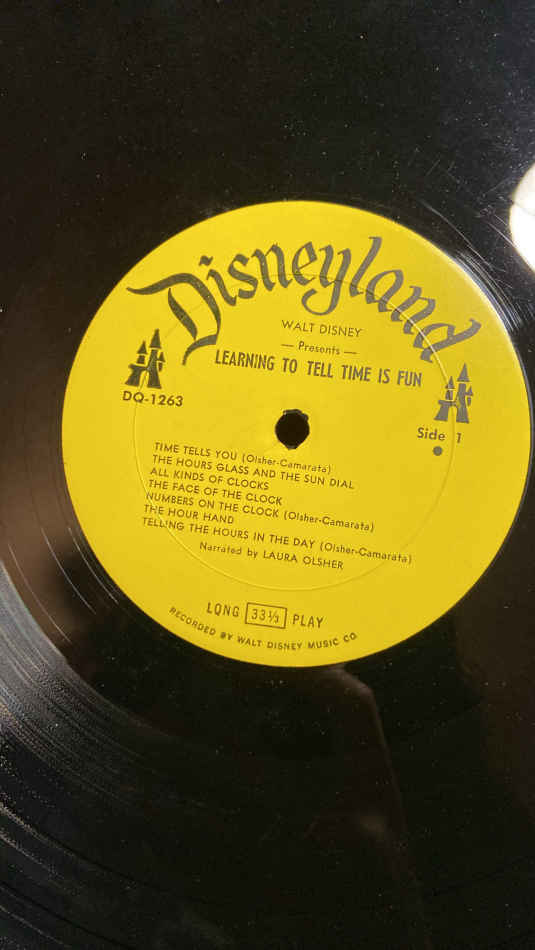 Disneyland
WALT DISNEY
— Presents —
LEARNING TO TELL TIME IS FUN
DQ-1263
Side 1
TIME TELLS YOU (Olsher-Camarata)
THE HOURS GLASS AND THE SUN DIAL
ALL KINDS OF CLOCKS
THE FACE OF THE CLOCK
NUMBERS ON THE CLOCK (Olsher-Camarata)
THE HOUR HAND
TELLING THE HOURS IN THE DAY (Olsher-Camarata)
Narrated by LAURA OLSHER
LONG 33⅓ PLAY
RECORDED BY WALT DISNEY MUSIC CO.